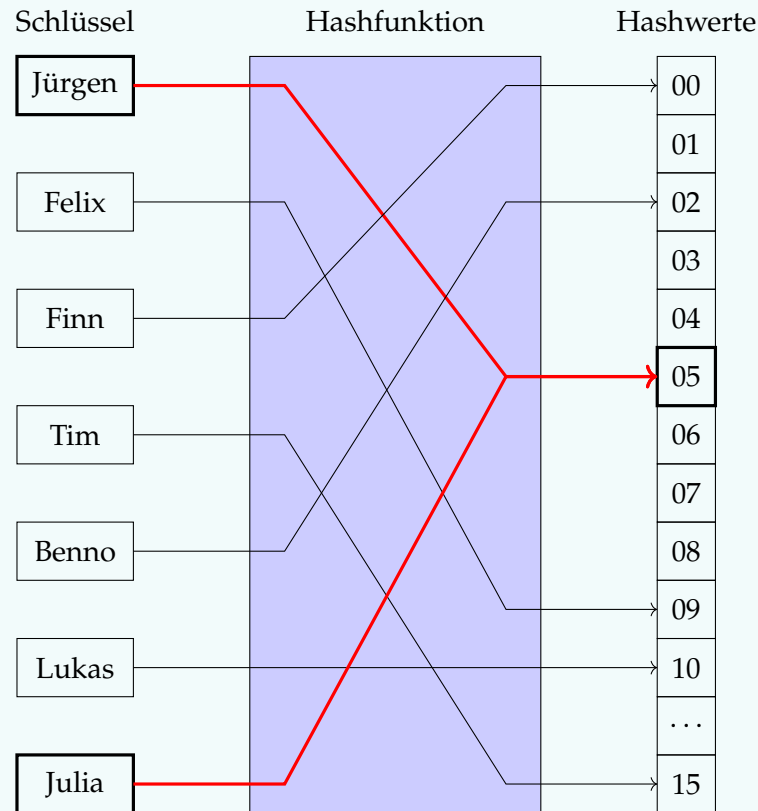 Schlüssel Hashfunktion Hashwerte
Jürgen 00
01
Felix 02
03
Finn 04
05
Tim 06
07
Benno 08
09
Lukas 10
...
Julia 15